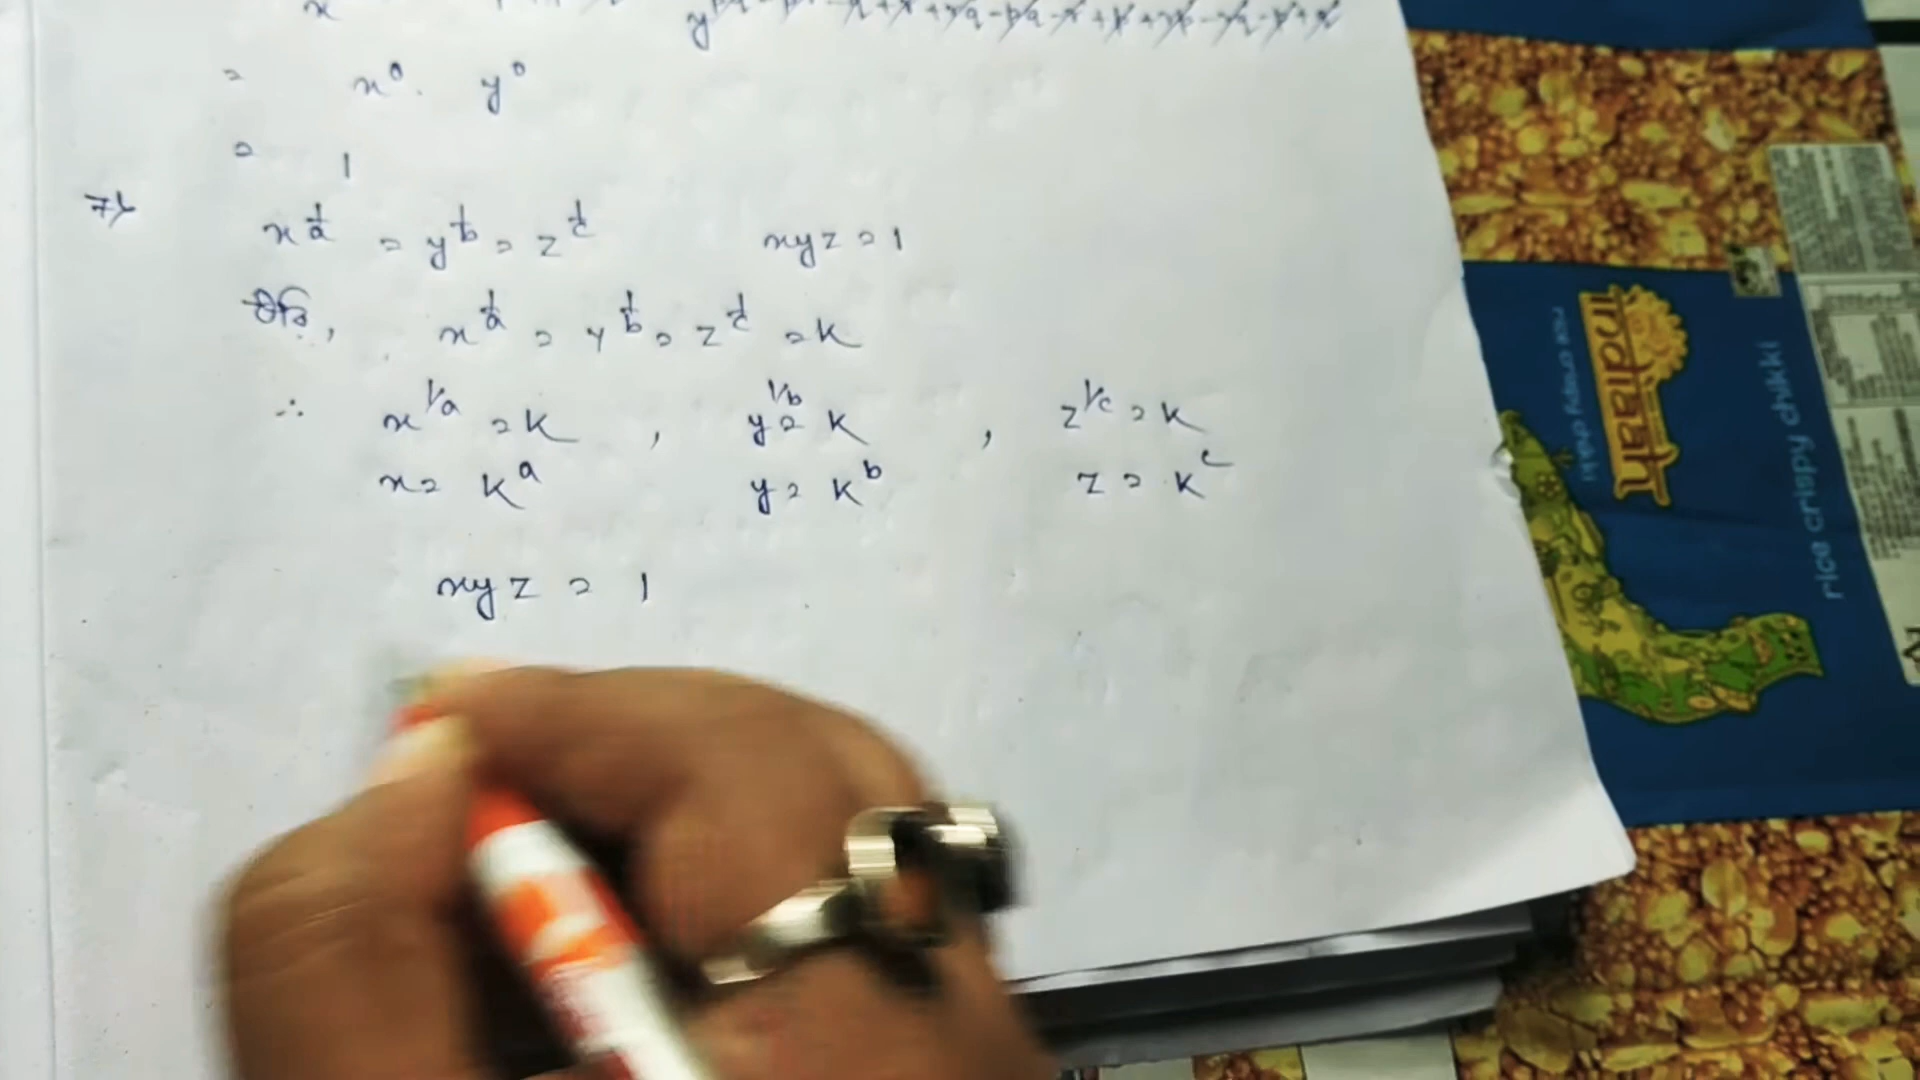 = x⁰. y⁰
= 1
7)
x^(1/a) = y^(1/b) = z^(1/c) xyz = 1
ধরি, x^(1/a) = y^(1/b) = z^(1/c) = k
∴ x^(1/a) = k , y^(1/b) = k , z^(1/c) = k
x = k^a y = k^b z = k^c
xyz = 1
indiath
rice crispy chikki